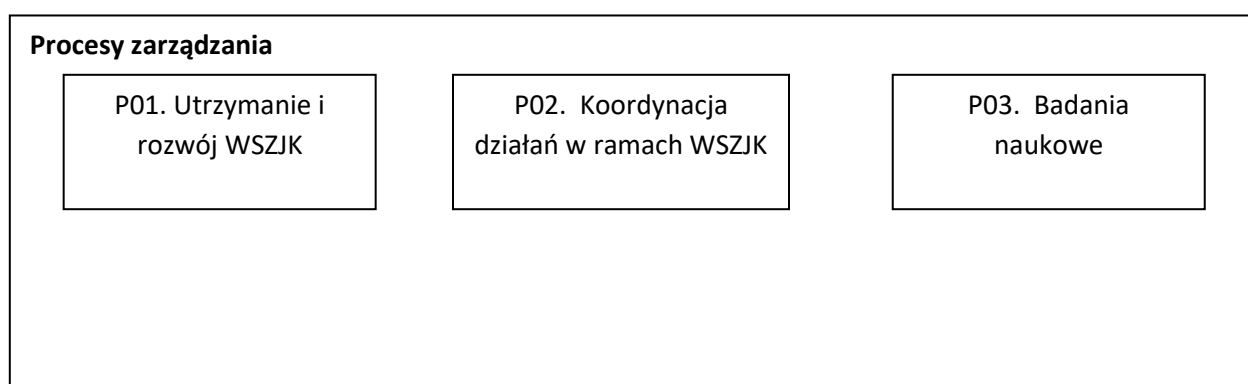 Procesy zarządzania
P01. Utrzymanie i
rozwój WSZJK
P02. Koordynacja
działań w ramach WSZJK
P03. Badania
naukowe